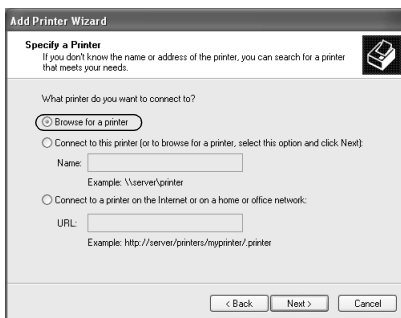 Add Printer Wizard
Specify a Printer
If you don't know the name or address of the printer, you can search for a printer
that meets your needs.
What printer do you want to connect to?
Browse for a printer
Connect to this printer (or to browse for a printer, select this option and click Next):
Name:
Example: \\server\printer
Connect to a printer on the Internet or on a home or office network:
URL:
Example: http://server/printers/myprinter/.printer
< Back
Next >
Cancel